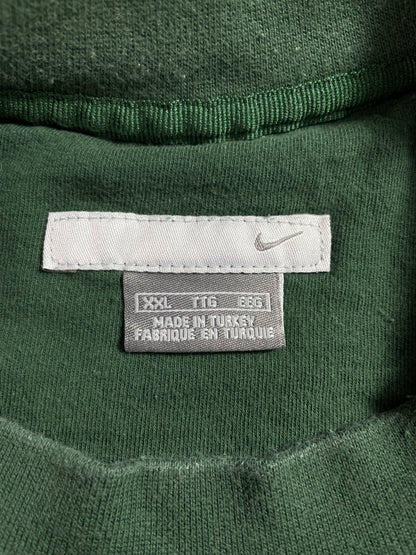 XXL TTG EEG
MADE IN TURKEY
FABRIQUE EN TURQUIE